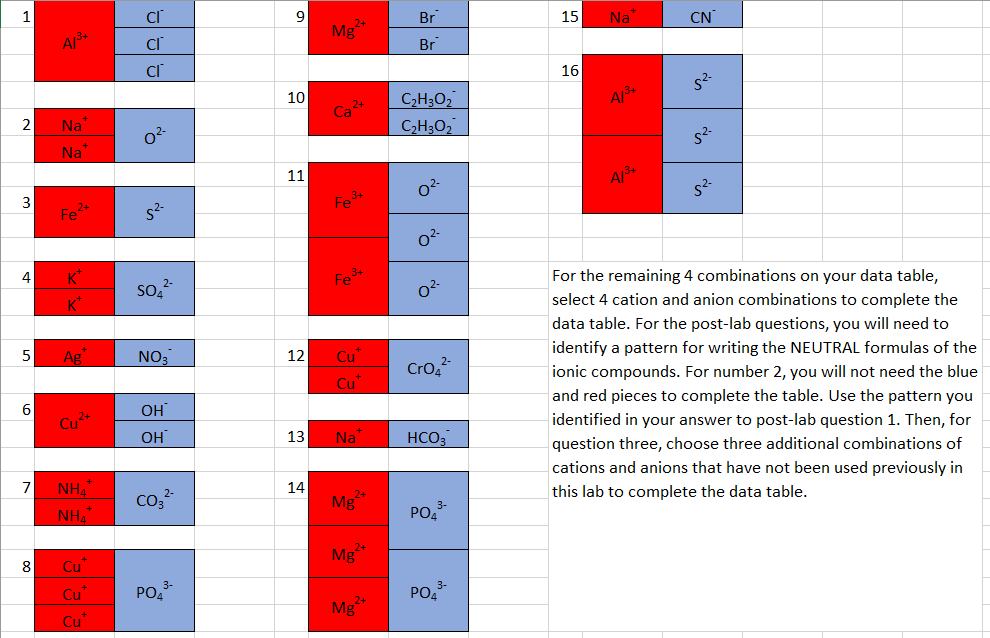 1
Al³⁺
Cl⁻
Cl⁻
Cl⁻
2
Na⁺
Na⁺
O²⁻
3
Fe²⁺
S²⁻
4
K⁺
K⁺
SO₄²⁻
5
Ag⁺
NO₃⁻
6
Cu²⁺
OH⁻
OH⁻
7
NH₄⁺
NH₄⁺
CO₃²⁻
8
Cu⁺
Cu⁺
Cu⁺
PO₄³⁻
9
Mg²⁺
Br⁻
Br⁻
10
Ca²⁺
C₂H₃O₂⁻
C₂H₃O₂⁻
11
Fe³⁺
Fe³⁺
O²⁻
O²⁻
O²⁻
12
Cu⁺
Cu⁺
CrO₄²⁻
13
Na⁺
HCO₃⁻
14
Mg²⁺
Mg²⁺
Mg²⁺
PO₄³⁻
PO₄³⁻
15
Na⁺
CN⁻
16
Al³⁺
Al³⁺
S²⁻
S²⁻
S²⁻
For the remaining 4 combinations on your data table,
select 4 cation and anion combinations to complete the
data table. For the post-lab questions, you will need to
identify a pattern for writing the NEUTRAL formulas of the
ionic compounds. For number 2, you will not need the blue
and red pieces to complete the table. Use the pattern you
identified in your answer to post-lab question 1. Then, for
question three, choose three additional combinations of
cations and anions that have not been used previously in
this lab to complete the data table.